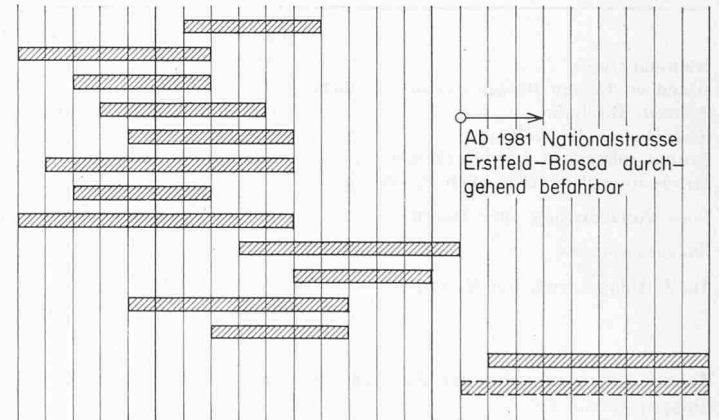 Ab 1981 Nationalstrasse
Erstfeld–Biasca durch–
gehend befahrbar